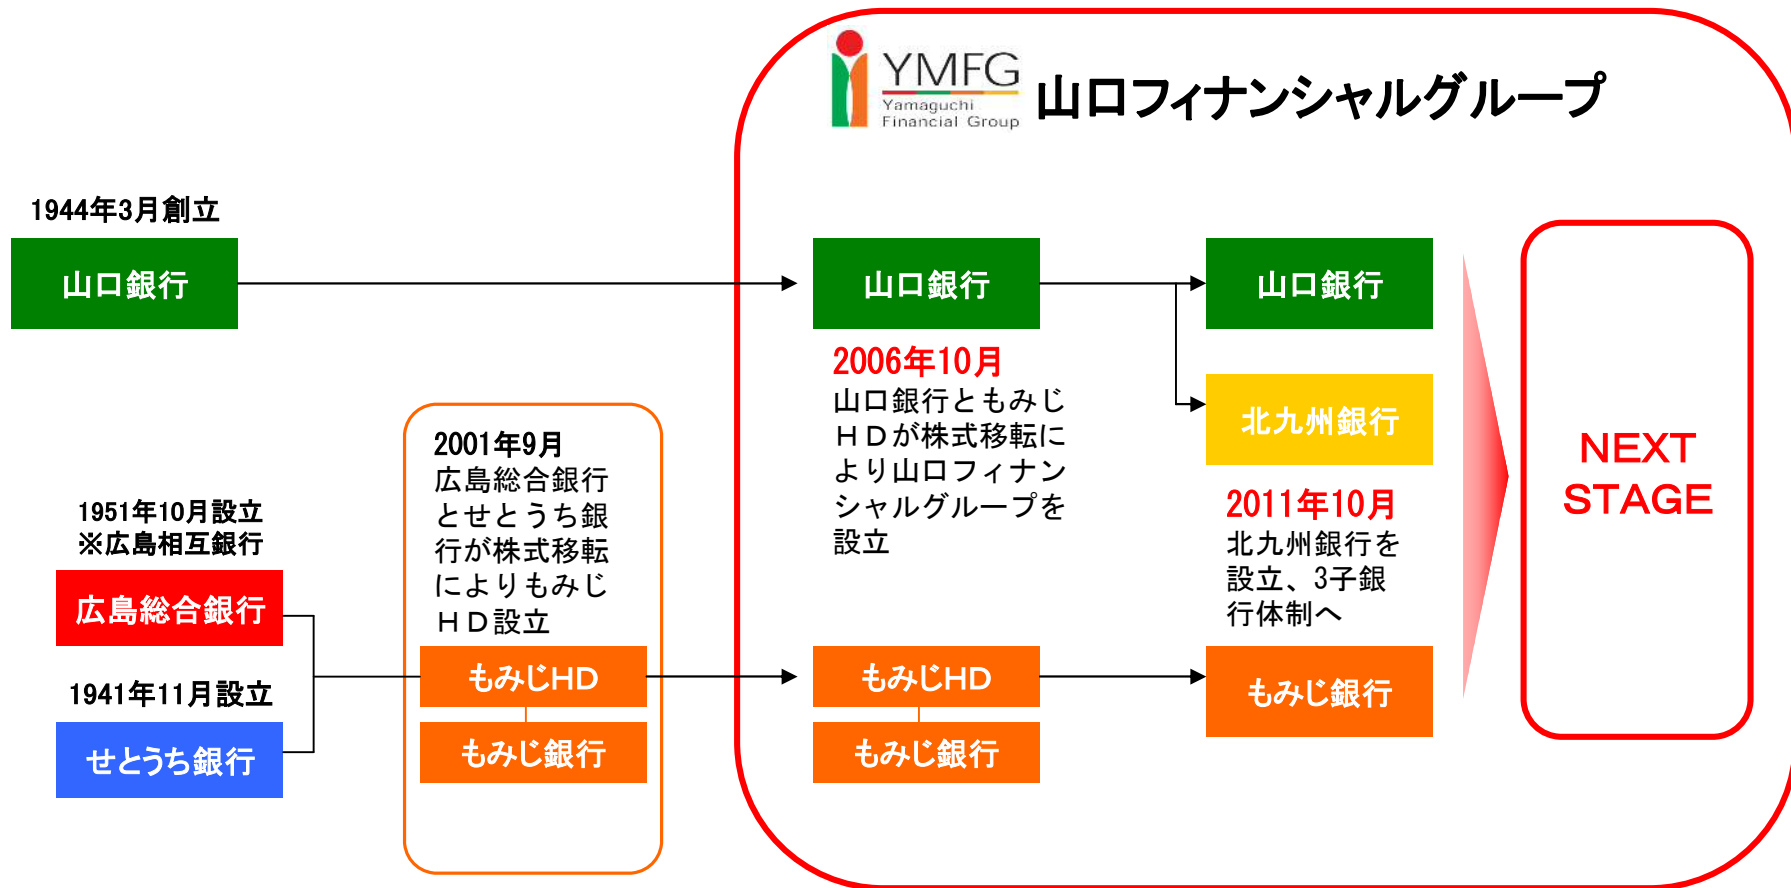 YMFG
Yamaguchi
Financial Group
山口フィナンシャルグループ
1944年3月創立
山口銀行
山口銀行
山口銀行
2006年10月
山口銀行ともみじ
ＨＤが株式移転に
より山口フィナン
シャルグループを
設立
北九州銀行
2011年10月
北九州銀行を
設立、3子銀
行体制へ
2001年9月
広島総合銀行
とせとうち銀
行が株式移転
によりもみじ
ＨＤ設立
1951年10月設立
※広島相互銀行
広島総合銀行
1941年11月設立
せとうち銀行
もみじHD
もみじ銀行
もみじHD
もみじ銀行
もみじ銀行
NEXT
STAGE